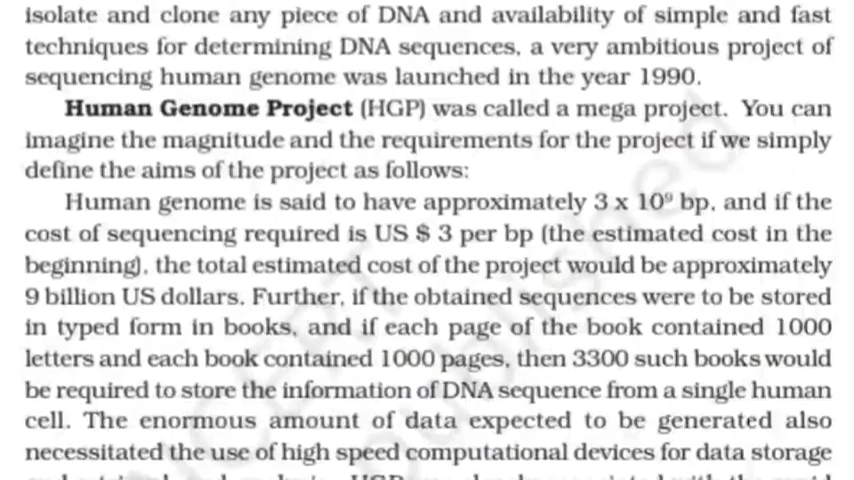 isolate and clone any piece of DNA and availability of simple and fast
techniques for determining DNA sequences, a very ambitious project of
sequencing human genome was launched in the year 1990.
Human Genome Project (HGP) was called a mega project. You can
imagine the magnitude and the requirements for the project if we simply
define the aims of the project as follows:
Human genome is said to have approximately 3 x 10⁹ bp, and if the
cost of sequencing required is US $ 3 per bp (the estimated cost in the
beginning), the total estimated cost of the project would be approximately
9 billion US dollars. Further, if the obtained sequences were to be stored
in typed form in books, and if each page of the book contained 1000
letters and each book contained 1000 pages, then 3300 such books would
be required to store the information of DNA sequence from a single human
cell. The enormous amount of data expected to be generated also
necessitated the use of high speed computational devices for data storage